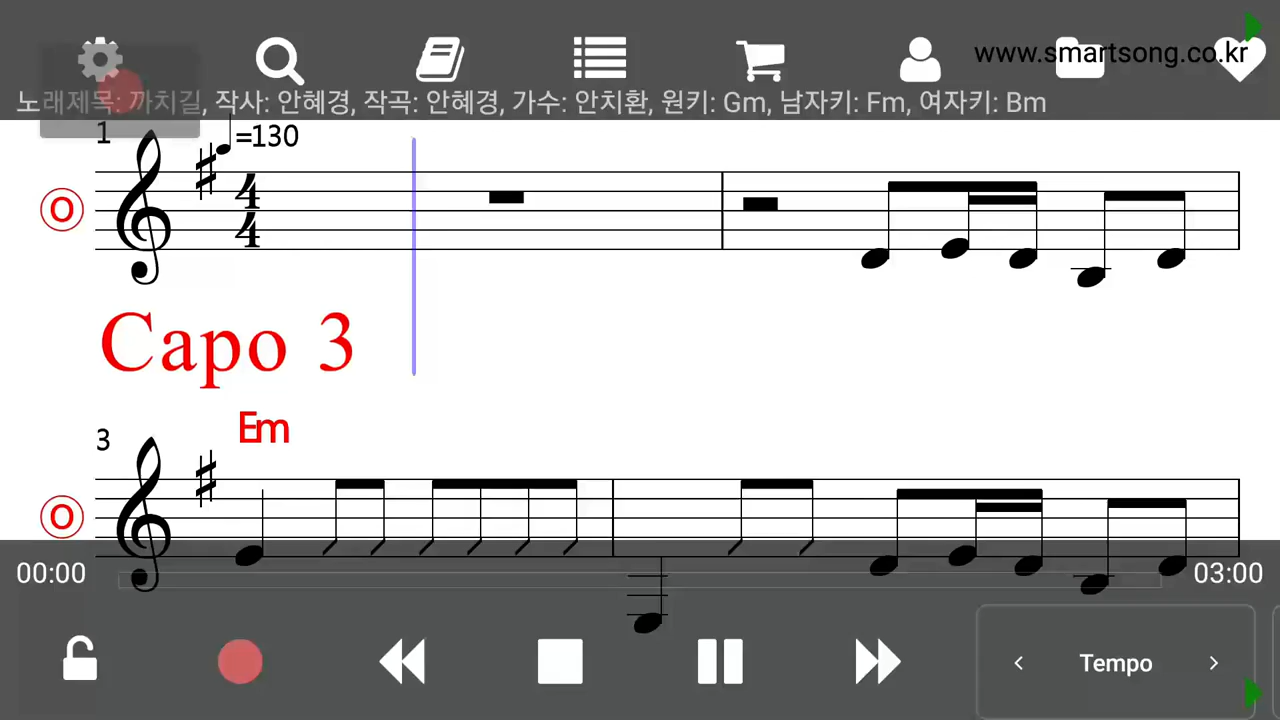 www.smartsong.co.kr
노래제목: 까치길, 작사: 안혜경, 작곡: 안혜경, 가수: 안치환, 원키: Gm, 남자키: Fm, 여자키: Bm
1
=130
4
4
O
Capo 3
Em
3
O
00:00
03:00
< Tempo >